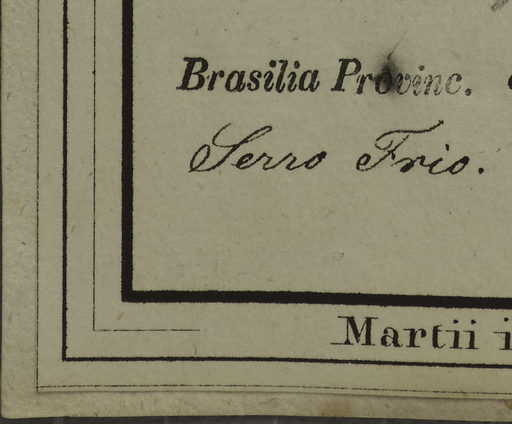 Brasilia Provinc.
Serro Frio.
Martii i